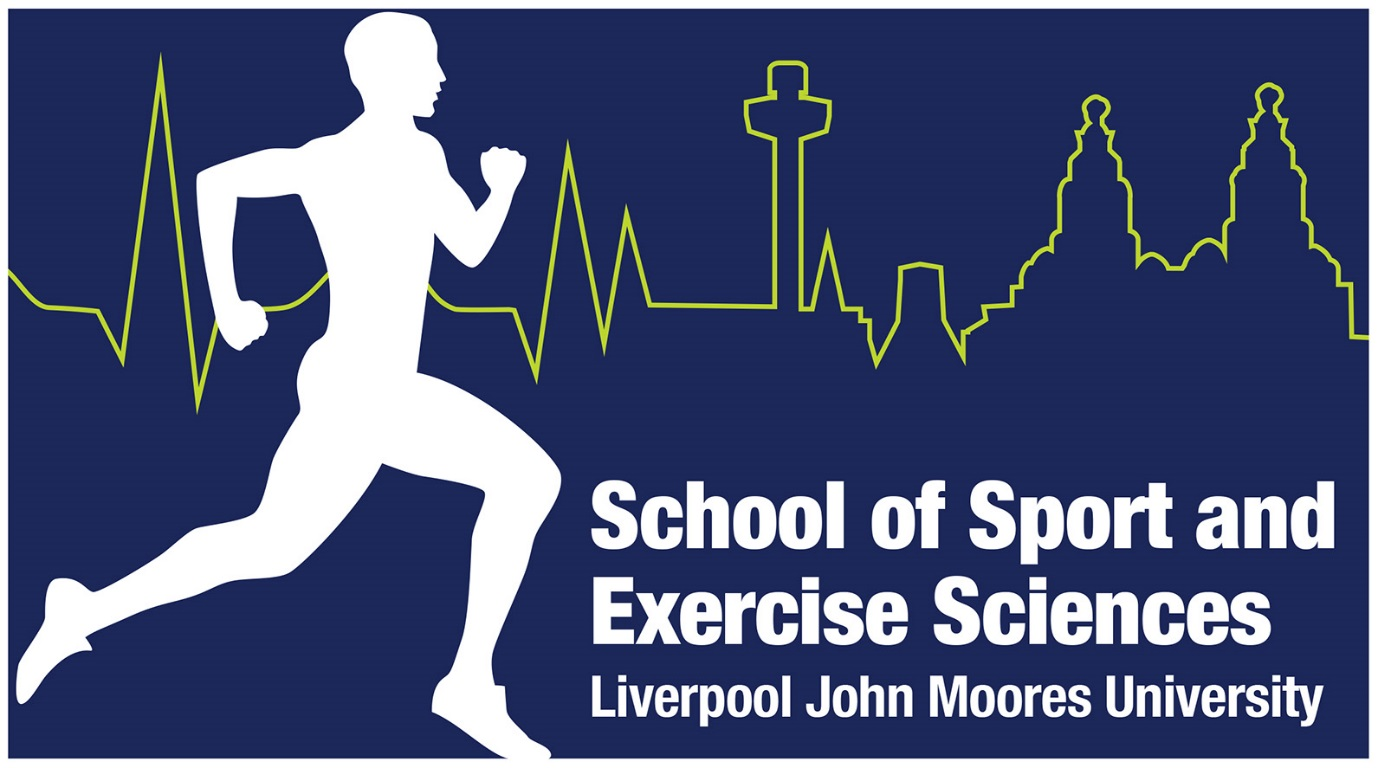 School of Sport and
Exercise Sciences
Liverpool John Moores University